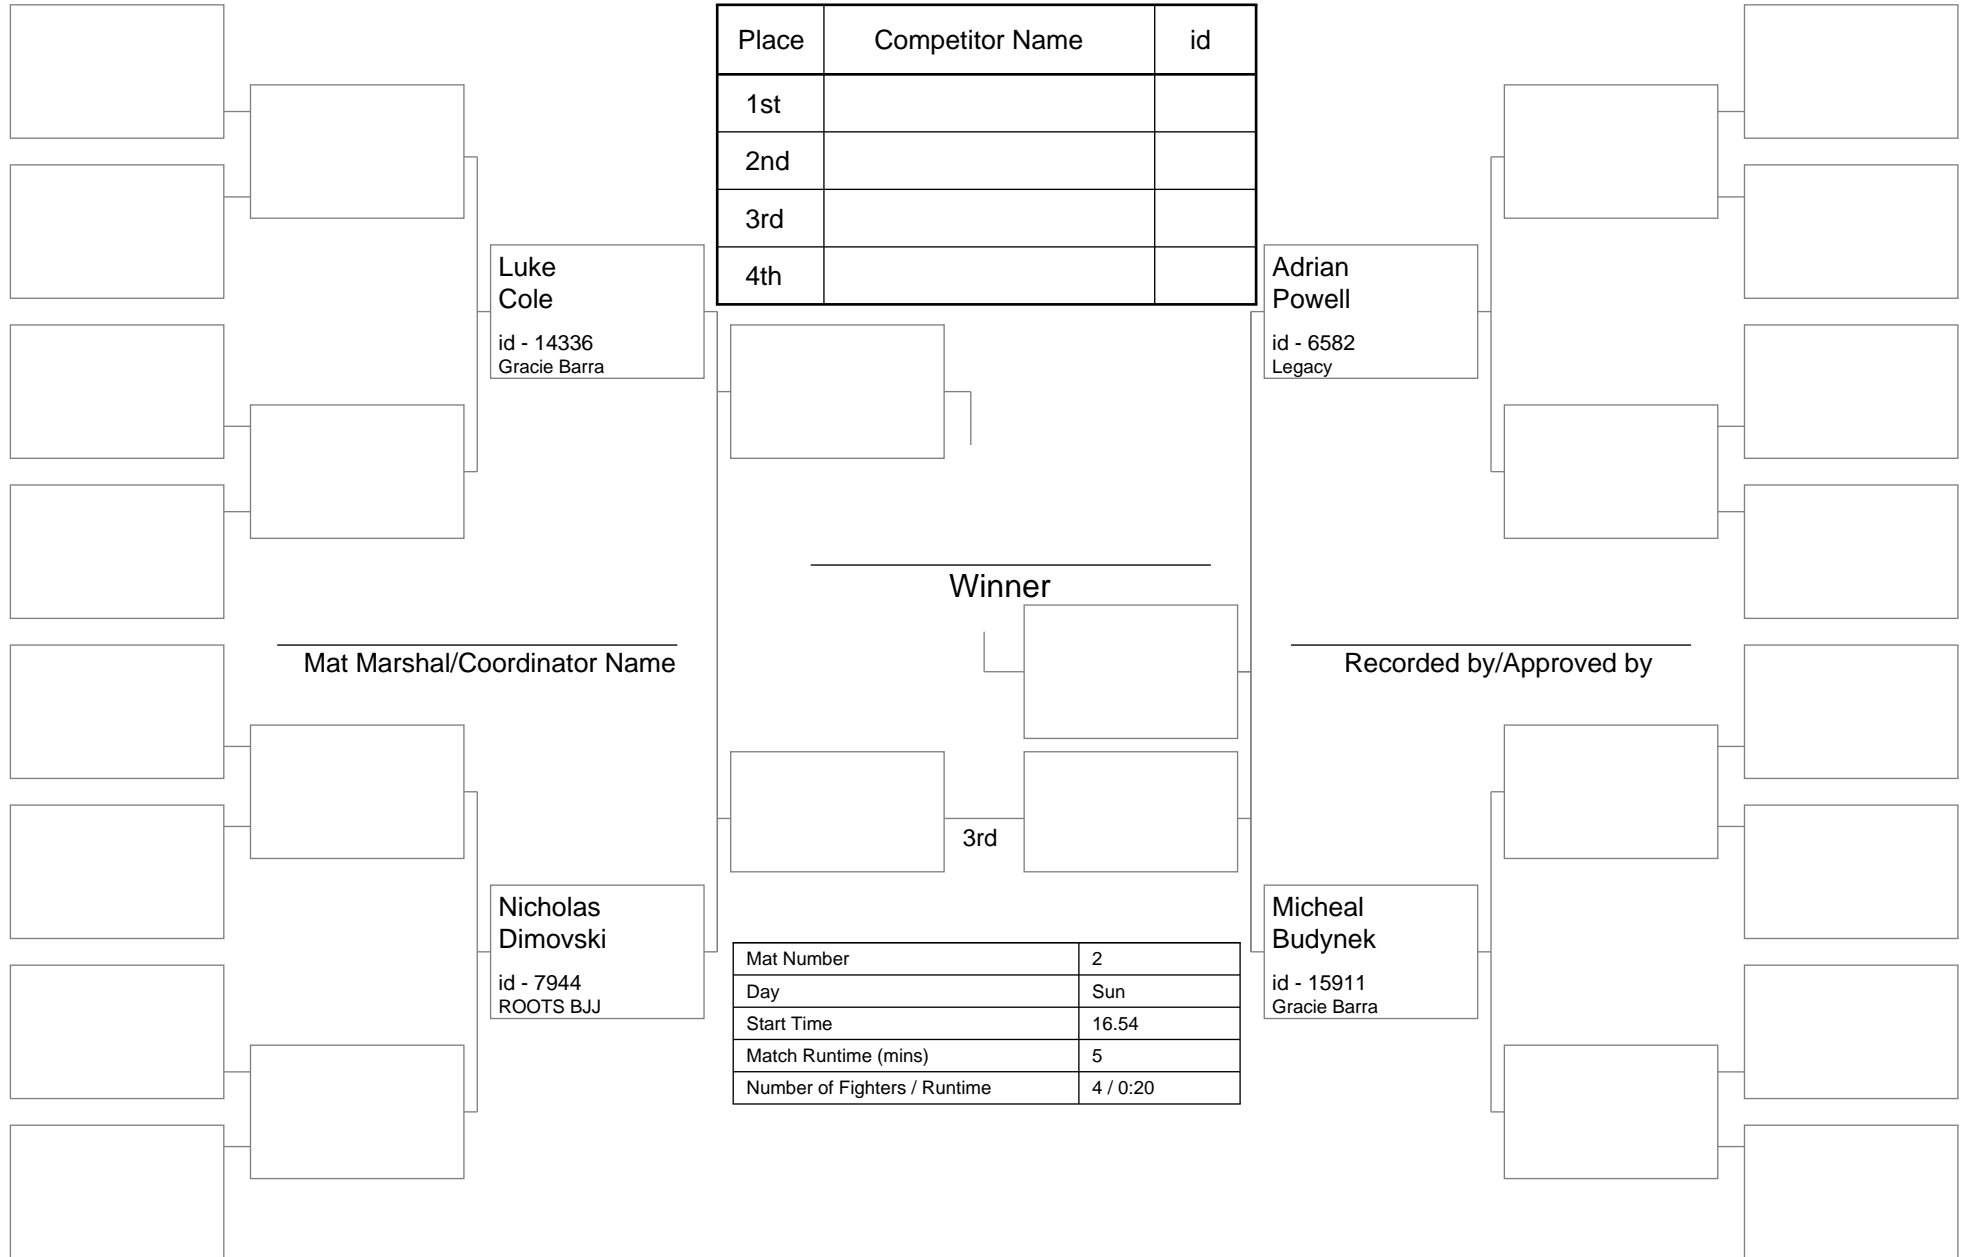 Place Competitor Name id
1st
2nd
3rd
4th
Luke
Cole
id - 14336
Gracie Barra
Adrian
Powell
id - 6582
Legacy
Winner
Mat Marshal/Coordinator Name
Recorded by/Approved by
3rd
Nicholas
Dimovski
id - 7944
ROOTS BJJ
Micheal
Budynek
id - 15911
Gracie Barra
Mat Number 2
Day Sun
Start Time 16.54
Match Runtime (mins) 5
Number of Fighters / Runtime 4 / 0:20